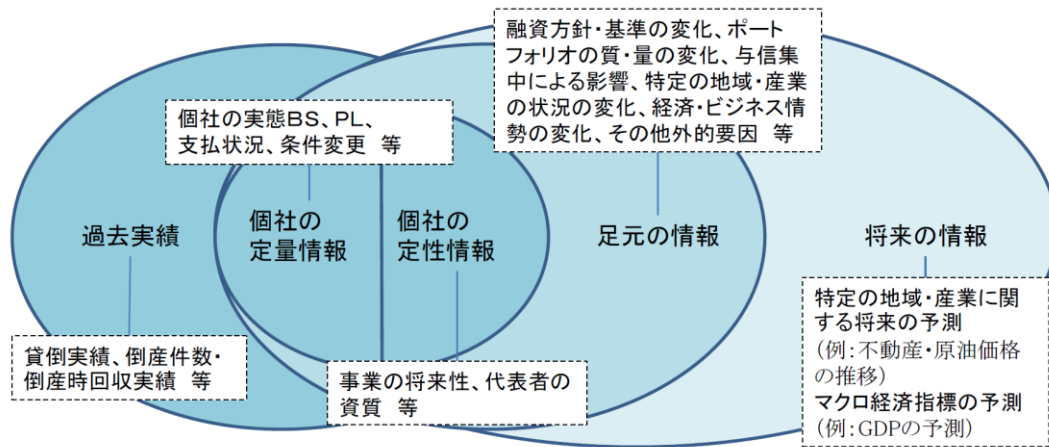 融資方針・基準の変化、ポート
フォリオの質・量の変化、与信集
中による影響、特定の地域・産業
の状況の変化、経済・ビジネス情
勢の変化、その他外的要因 等
個社の実態BS、PL、
支払状況、条件変更 等
過去実績
個社の
定量情報
個社の
定性情報
足元の情報
将来の情報
貸倒実績、倒産件数・
倒産時回収実績 等
事業の将来性、代表者の
資質 等
特定の地域・産業に関
する将来の予測
(例:不動産・原油価格
の推移)
マクロ経済指標の予測
(例:GDPの予測)